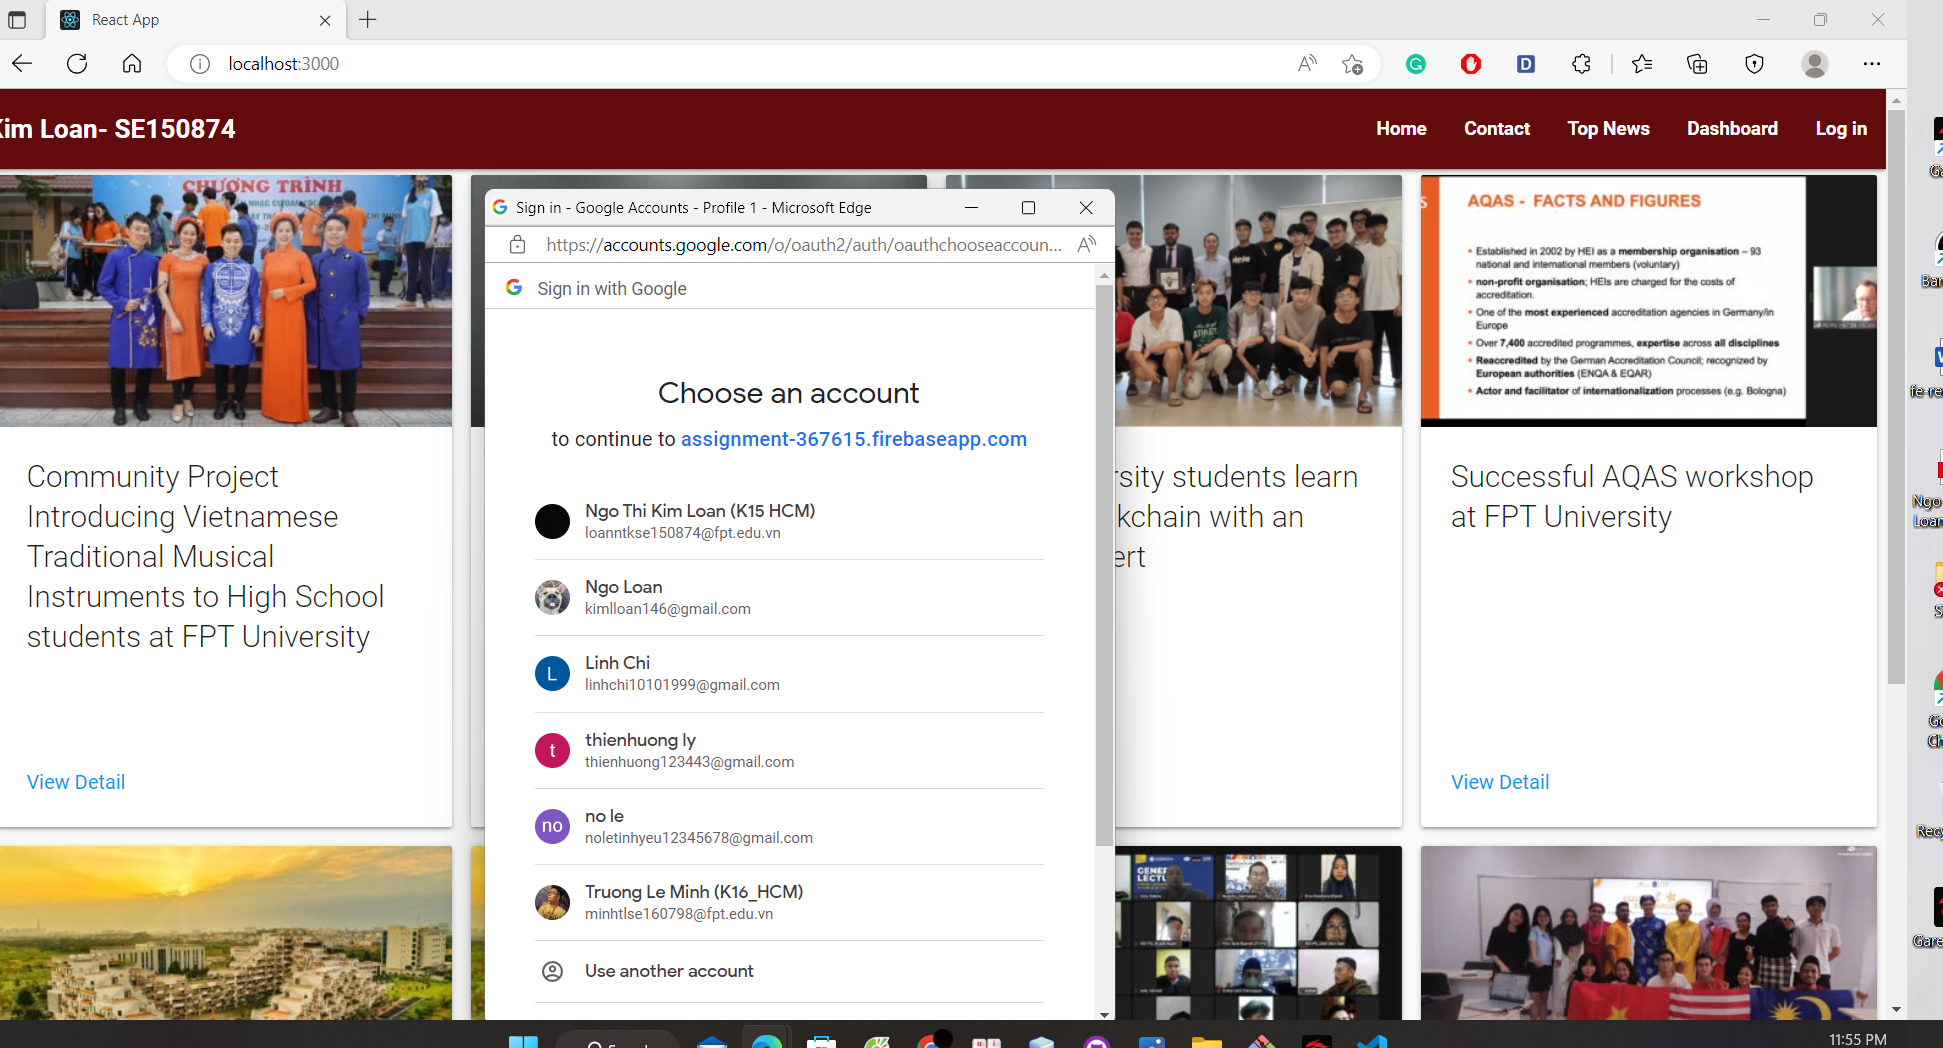 React App
localhost:3000
Kim Loan- SE150874
Home
Contact
Top News
Dashboard
Log in
CHƯƠNG TRÌNH
Community Project
Introducing Vietnamese
Traditional Musical
Instruments to High School
students at FPT University
View Detail
Sign in - Google Accounts - Profile 1 - Microsoft Edge
https://accounts.google.com/o/oauth2/auth/oauthchooseaccoun...
Sign in with Google
Choose an account
to continue to assignment-367615.firebaseapp.com
Ngo Thi Kim Loan (K15 HCM)
loanntkse150874@fpt.edu.vn
Ngo Loan
kimlloan146@gmail.com
L
Linh Chi
linhchi10101999@gmail.com
t
thienhuong ly
thienhuong123443@gmail.com
no
no le
noletinhyeu12345678@gmail.com
Truong Le Minh (K16_HCM)
minhtlse160798@fpt.edu.vn
Use another account
rsity students learn
kchain with an
ert
AQAS - FACTS AND FIGURES
• Established in 2002 by HEI as a membership organisation – 93
national and international members (voluntary)
• non-profit organisation; HEIs are charged for the costs of
accreditation.
• One of the most experienced accreditation agencies in Germany/in
Europe
• Over 7,400 accredited programmes, expertise across all disciplines
• Reaccredited by the German Accreditation Council; recognized by
European authorities (ENQA & EQAR)
• Actor and facilitator of internationalization processes (e.g. Bologna)
Successful AQAS workshop
at FPT University
View Detail
fe-re
Ngo
Loan
Recy
Gare
11:55 PM